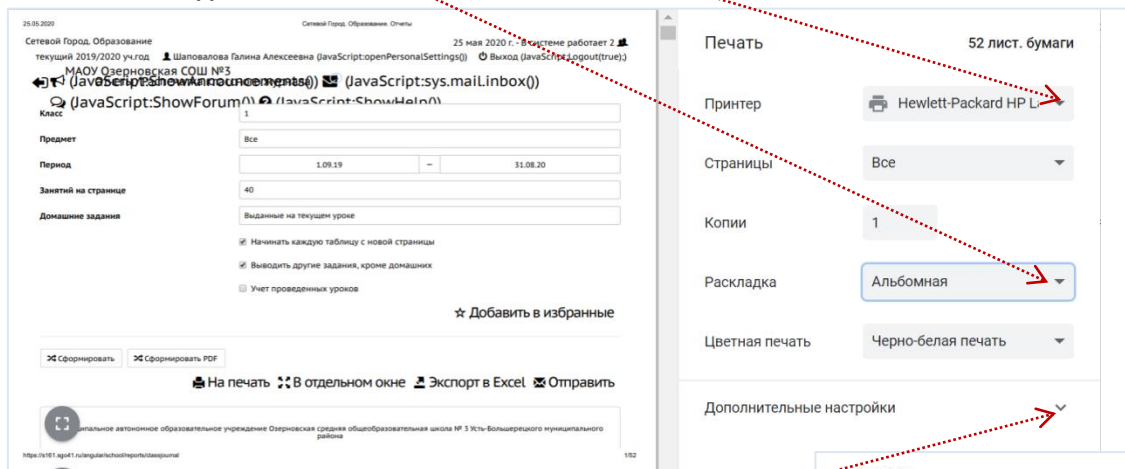 25.05.2020
Сетевой Город. Образование. Отчеты
Сетевой Город. Образование
25 мая 2020 г. - В системе работает 2
текущий 2019/2020 уч.год Шаповалова Галина Алексеевна (JavaScript:openPersonalSettings()) Выход (JavaScript:Logout(true);)
МАОУ Озерновская СОШ №3
(JavaScript:ShowAnnouncements()) (JavaScript:sys.mail.inbox())
(JavaScript:ShowForum()) (JavaScript:ShowHelp())
Класс 1
Предмет Все
Период 1.09.19 – 31.08.20
Занятий на странице 40
Домашние задания Выданные на текущем уроке
Начинать каждую таблицу с новой страницы
Выводить другие задания, кроме домашних
Учет проведенных уроков
Добавить в избранные
Сформировать Сформировать PDF
На печать В отдельном окне Экспорт в Excel Отправить
автономное образовательное учреждение Озерновская средняя общеобразовательная школа № 3 Усть-Большерецкого муниципального
района
https://s161.ago41.ru/angular/school/reports/classjournal
1/52
Печать 52 лист. бумаги
Принтер Hewlett-Packard HP
Страницы Все
Копии 1
Раскладка Альбомная
Цветная печать Черно-белая печать
Дополнительные настройки